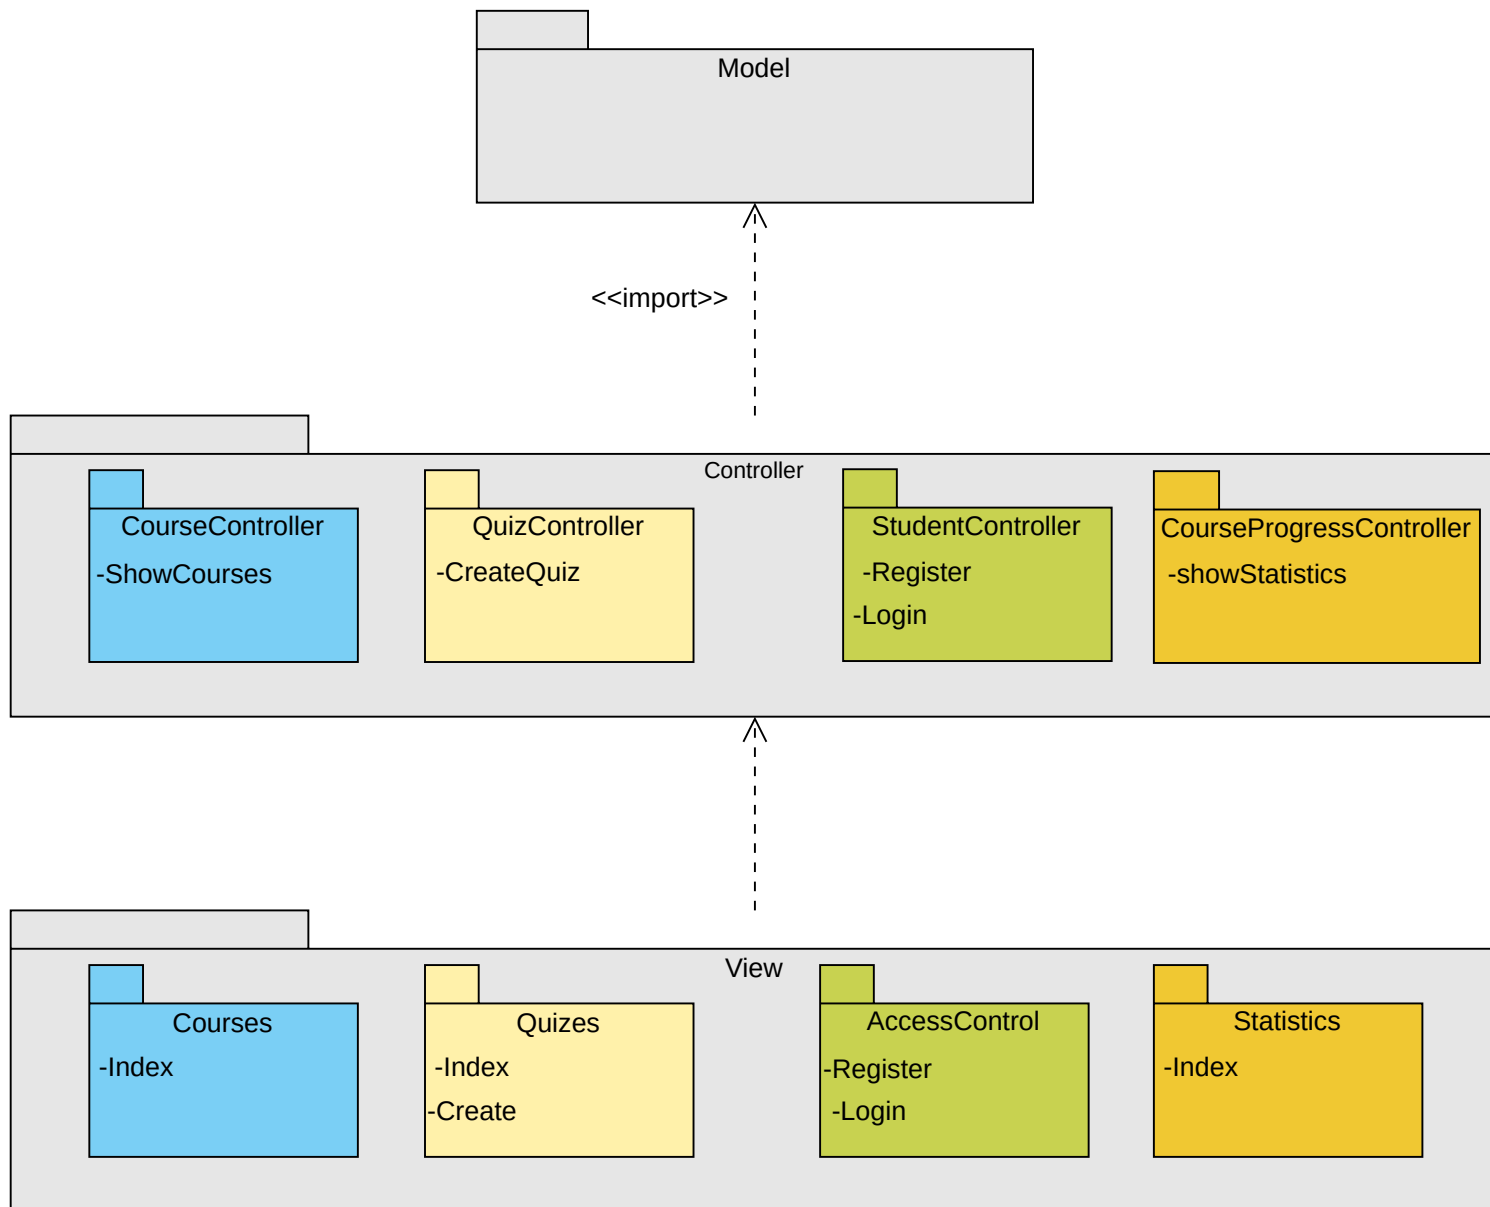 Model
<<import>>
Controller
CourseController
-ShowCourses
QuizController
-CreateQuiz
StudentController
-Register
-Login
CourseProgressController
-showStatistics
View
Courses
-Index
Quizes
-Index
-Create
AccessControl
-Register
-Login
Statistics
-Index